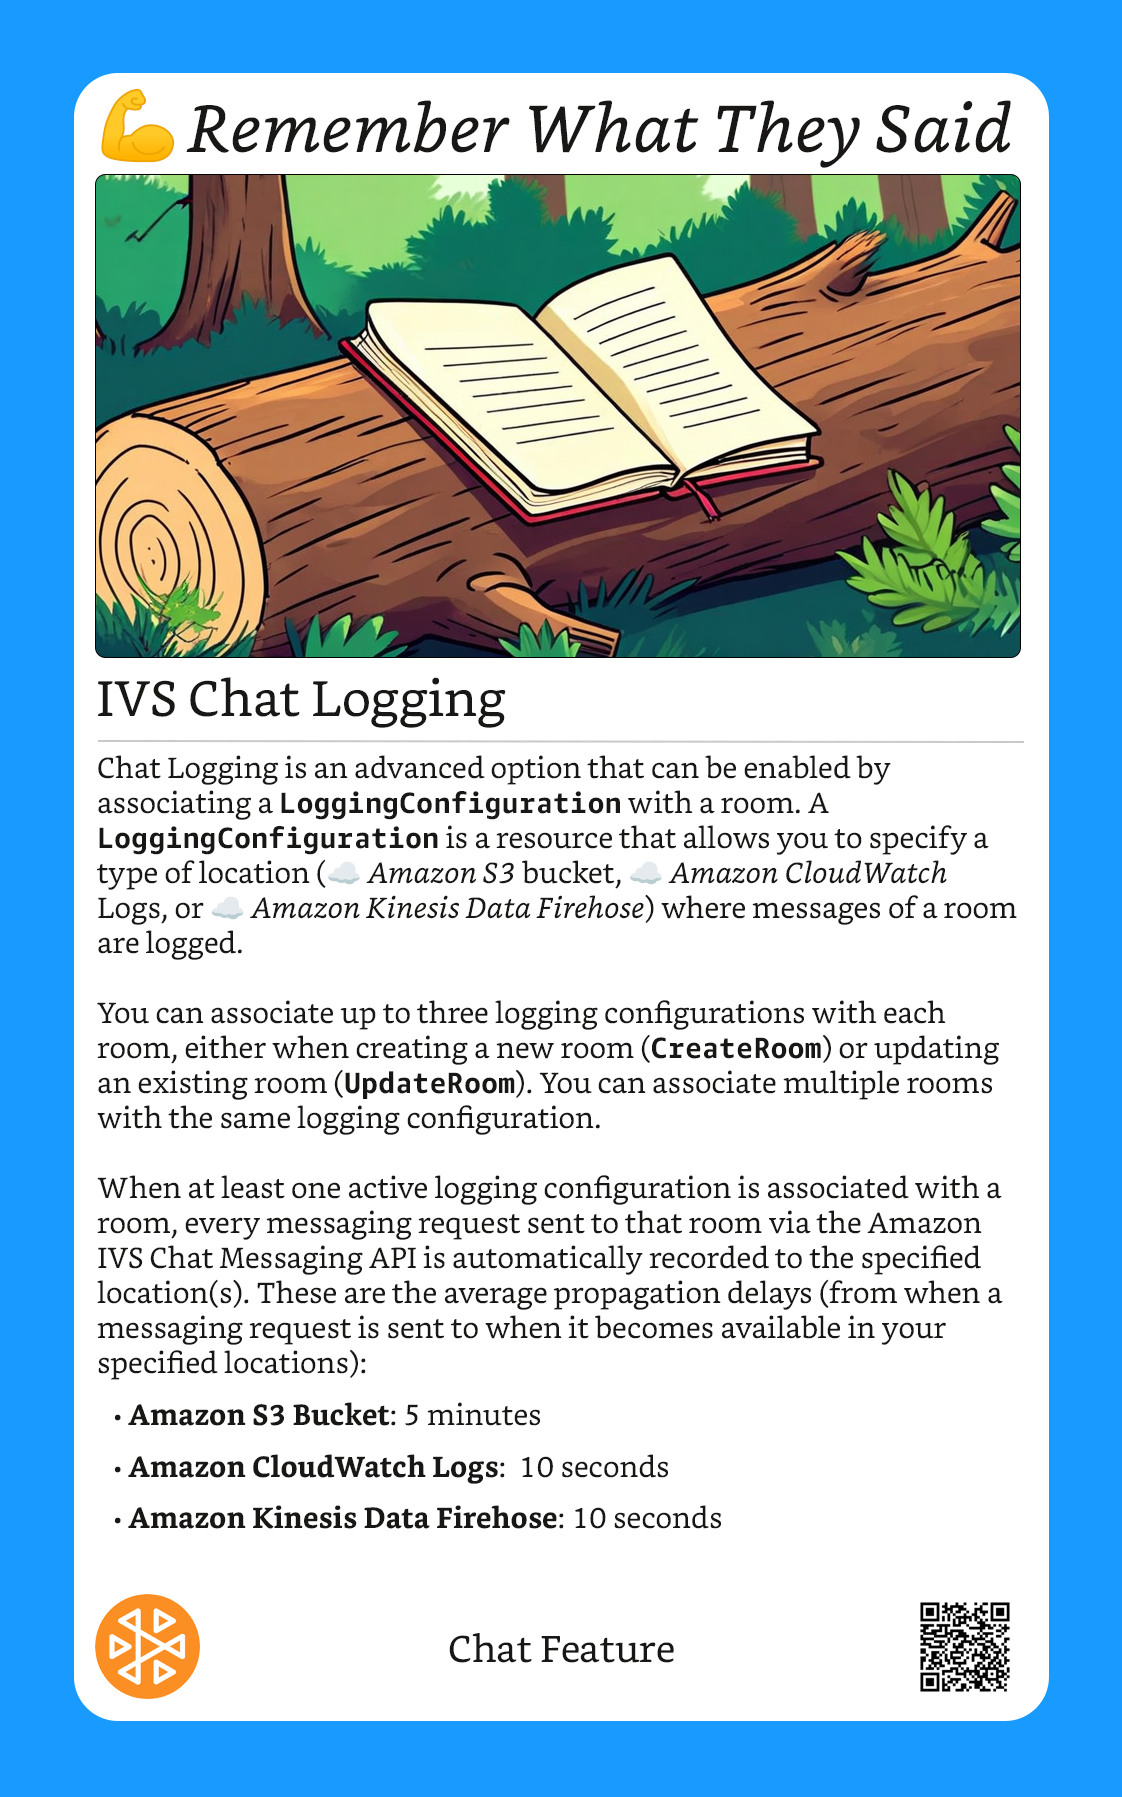 💪 Remember What They Said
IVS Chat Logging
Chat Logging is an advanced option that can be enabled by
associating a LoggingConfiguration with a room. A
LoggingConfiguration is a resource that allows you to specify a
type of location (☁️ Amazon S3 bucket, ☁️ Amazon CloudWatch
Logs, or ☁️ Amazon Kinesis Data Firehose) where messages of a room
are logged.
You can associate up to three logging configurations with each
room, either when creating a new room (CreateRoom) or updating
an existing room (UpdateRoom). You can associate multiple rooms
with the same logging configuration.
When at least one active logging configuration is associated with a
room, every messaging request sent to that room via the Amazon
IVS Chat Messaging API is automatically recorded to the specified
location(s). These are the average propagation delays (from when a
messaging request is sent to when it becomes available in your
specified locations):
• Amazon S3 Bucket: 5 minutes
• Amazon CloudWatch Logs:  10 seconds
• Amazon Kinesis Data Firehose: 10 seconds
Chat Feature